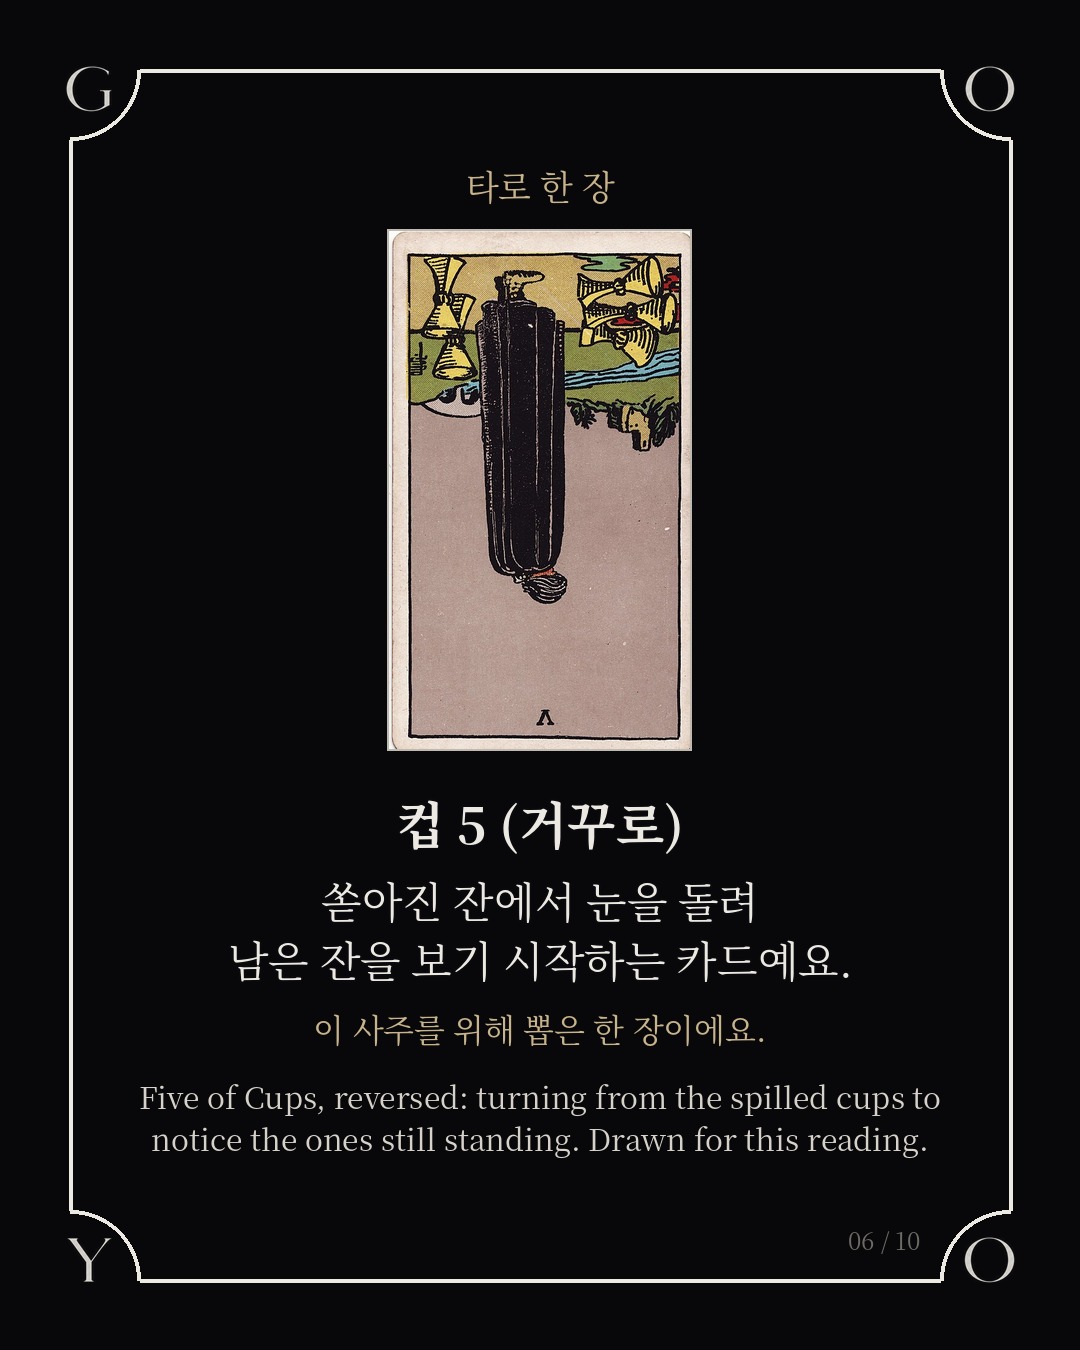 G O
타로 한 장
V
컵 5 (거꾸로)
쏟아진 잔에서 눈을 돌려
남은 잔을 보기 시작하는 카드예요.
이 사주를 위해 뽑은 한 장이에요.
Five of Cups, reversed: turning from the spilled cups to
notice the ones still standing. Drawn for this reading.
06 / 10
Y O